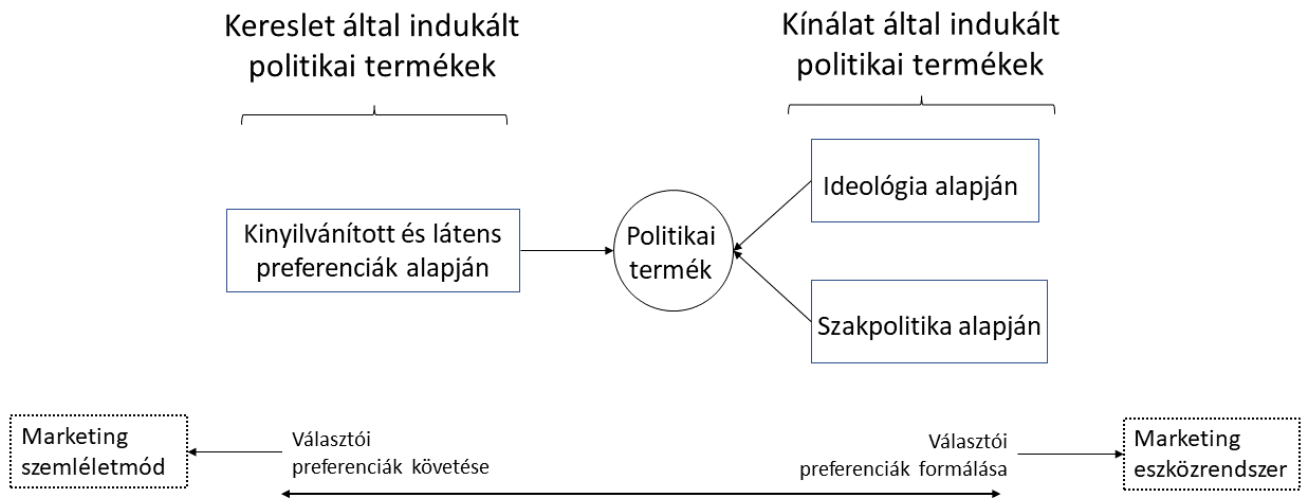 Kereslet által indukált
politikai termékek
Kínálat által indukált
politikai termékek
Kinyilvánított és látens
preferenciák alapján
Politikai
termék
Ideológia alapján
Szakpolitika alapján
Marketing
szemléletmód
Választói
preferenciák követése
Választói
preferenciák formálása
Marketing
eszközrendszer